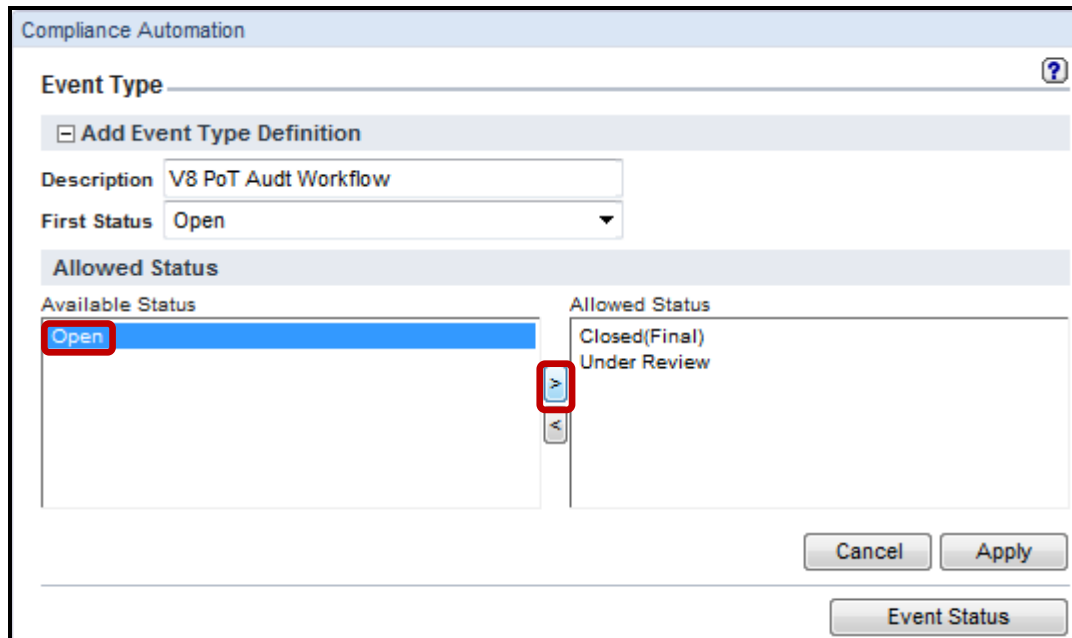 Compliance Automation
Event Type
?
Add Event Type Definition
Description V8 PoT Audt Workflow
First Status Open
Allowed Status
Available Status Allowed Status
Open Closed(Final)
Under Review
>
<
Cancel Apply
Event Status